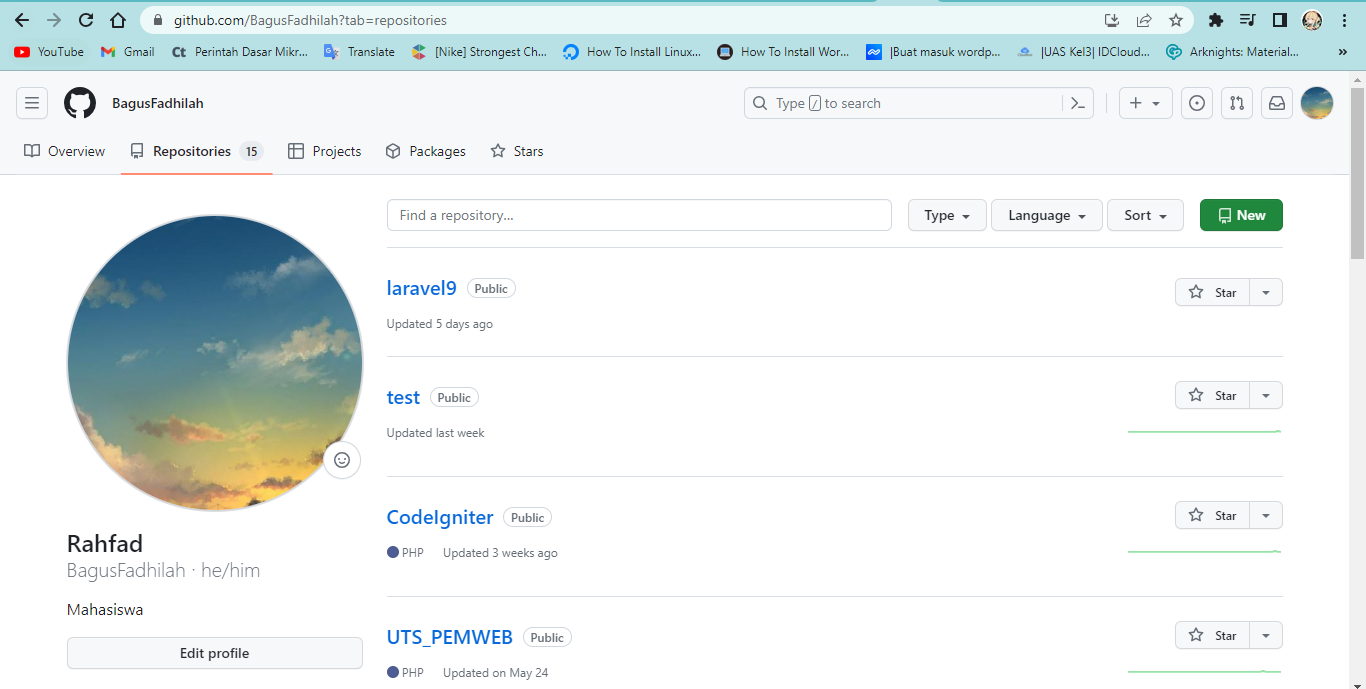 github.com/BagusFadhilah?tab=repositories
YouTube Gmail Ct Perintah Dasar Mikr... Translate [Nike] Strongest Ch... How To Install Linux... How To Install Wor... |Buat masuk wordp... |UAS Kel3| IDCloud... Arknights: Material... »
BagusFadhilah
Type / to search
Overview Repositories 15 Projects Packages Stars
Find a repository...
Type Language Sort New
laravel9 Public
Star
Updated 5 days ago
test Public
Star
Updated last week
CodeIgniter Public
Star
PHP Updated 3 weeks ago
UTS_PEMWEB Public
Star
PHP Updated on May 24
Rahfad
BagusFadhilah · he/him
Mahasiswa
Edit profile